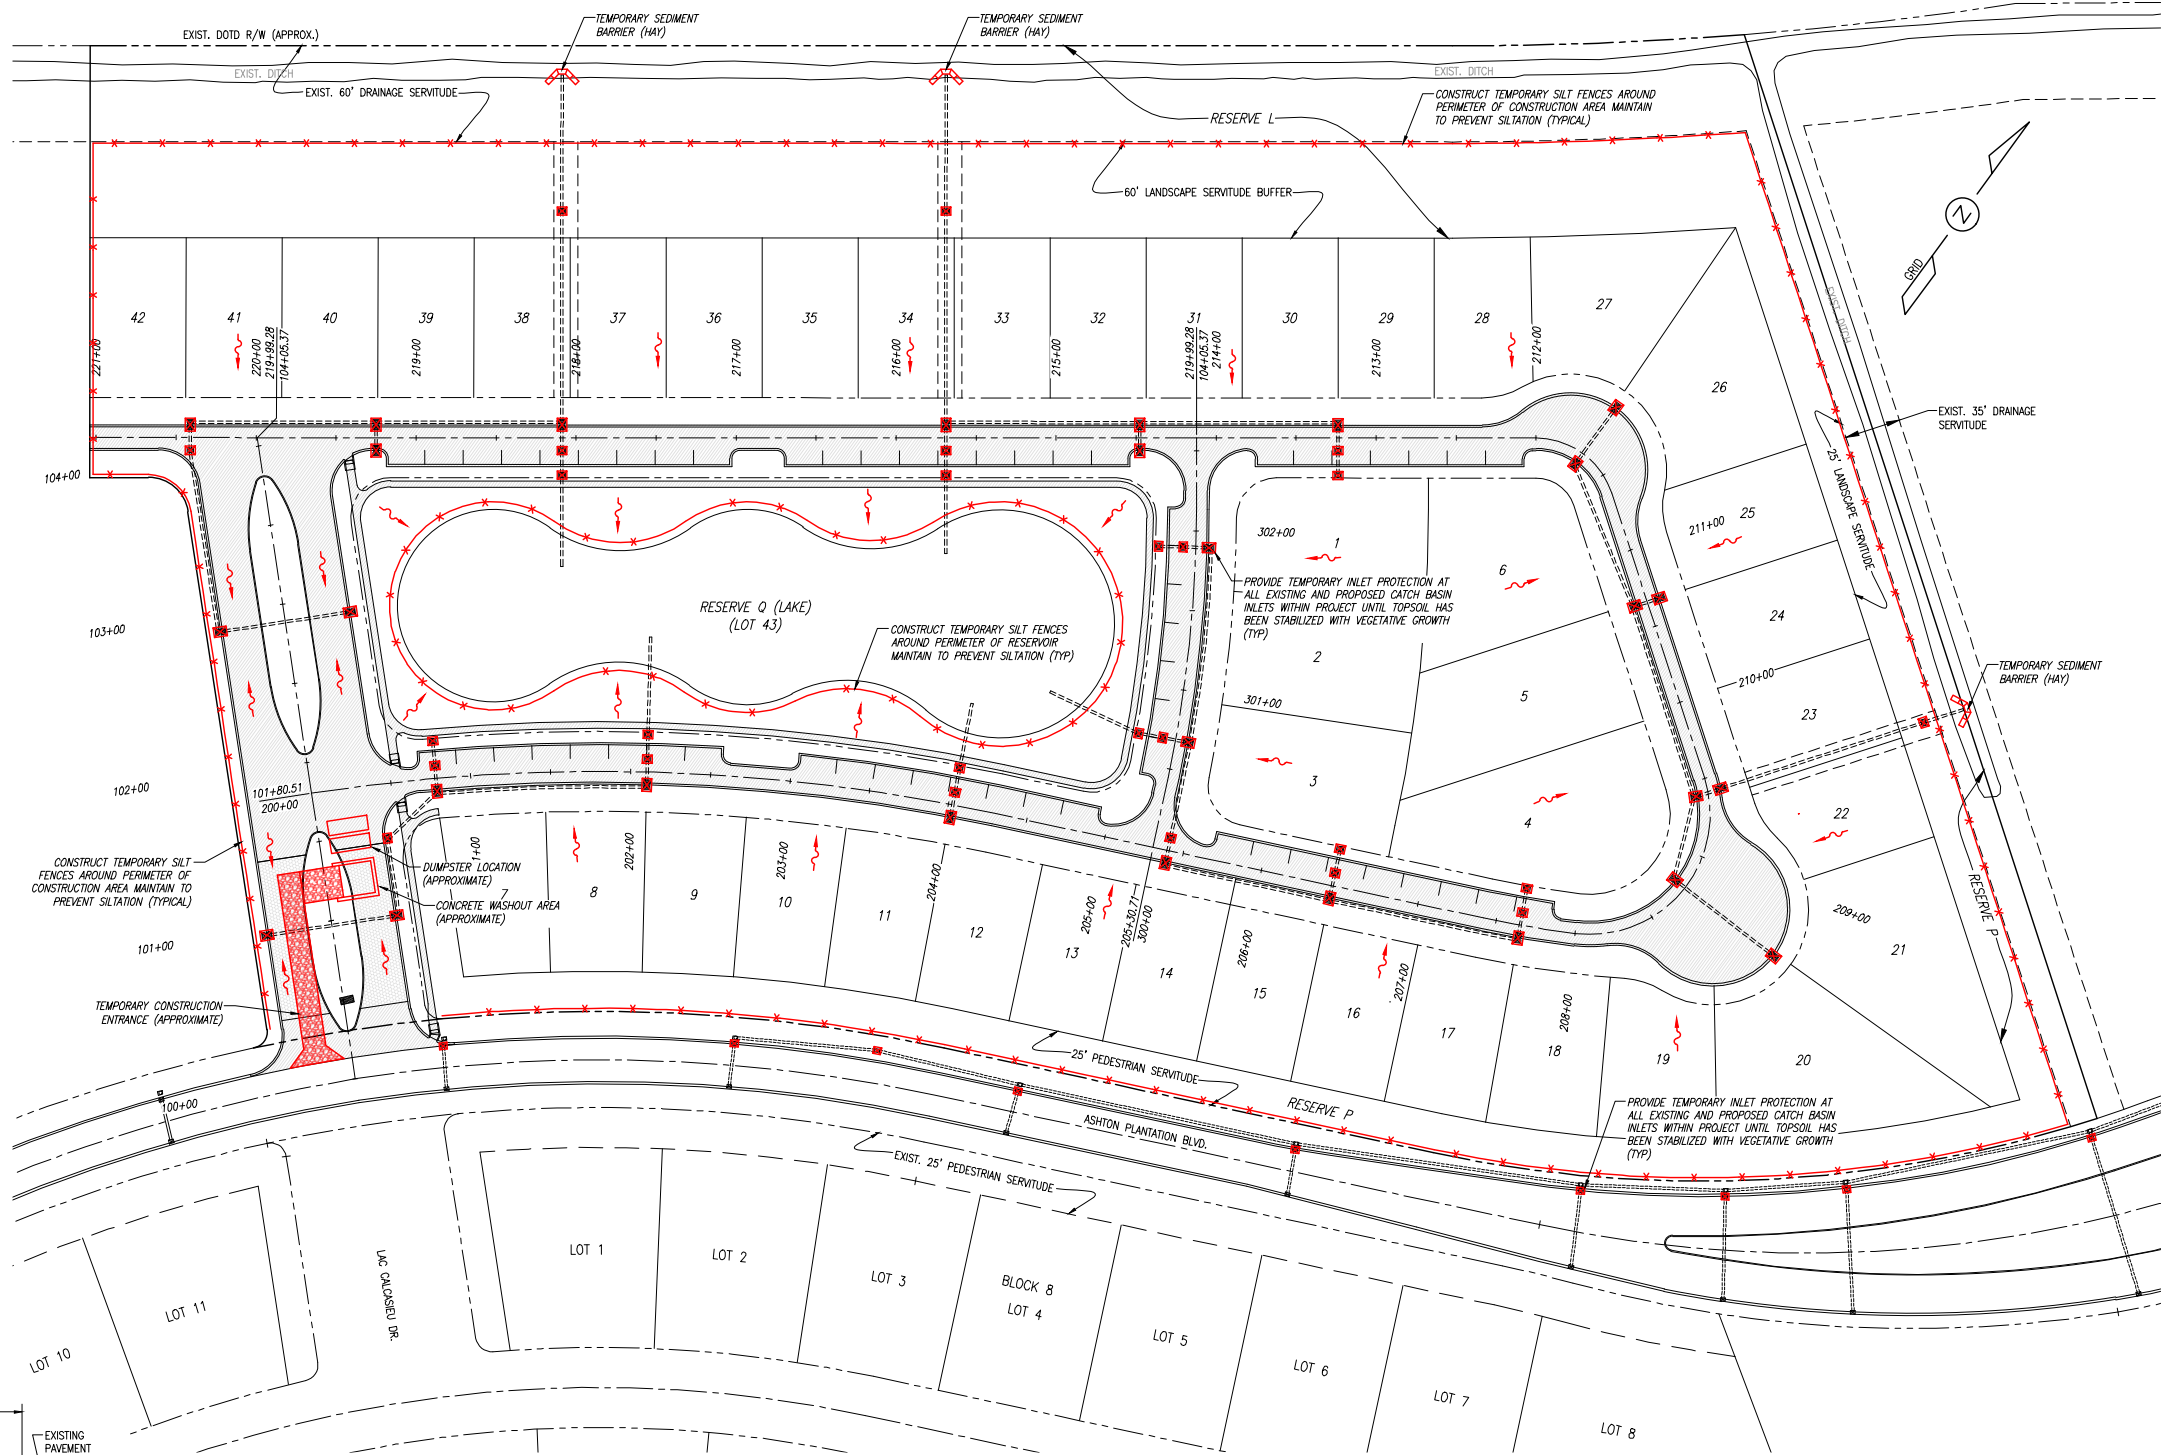 TEMPORARY SEDIMENT
BARRIER (HAY)
TEMPORARY SEDIMENT
BARRIER (HAY)
EXIST. DOTD R/W (APPROX.)
EXIST. DITCH
EXIST. DITCH
EXIST. 60' DRAINAGE SERVITUDE
CONSTRUCT TEMPORARY SILT FENCES AROUND
PERIMETER OF CONSTRUCTION AREA MAINTAIN
TO PREVENT SILTATION (TYPICAL)
RESERVE L
60' LANDSCAPE SERVITUDE BUFFER
GRID
N
EXIST. DITCH
42
41
40
39
38
37
36
35
34
33
32
31
30
29
28
27
221+00
220+00
219+99.28
104+05.37
219+00
218+00
217+00
216+00
215+00
219+99.28
104+05.37
214+00
213+00
212+00
26
EXIST. 35' DRAINAGE
SERVITUDE
25' LANDSCAPE SERVITUDE
104+00
25
211+00
302+00
1
6
PROVIDE TEMPORARY INLET PROTECTION AT
ALL EXISTING AND PROPOSED CATCH BASIN
INLETS WITHIN PROJECT UNTIL TOPSOIL HAS
BEEN STABILIZED WITH VEGETATIVE GROWTH
(TYP)
RESERVE Q (LAKE)
(LOT 43)
CONSTRUCT TEMPORARY SILT FENCES
AROUND PERIMETER OF RESERVOIR
MAINTAIN TO PREVENT SILTATION (TYP)
103+00
24
2
210+00
TEMPORARY SEDIMENT
BARRIER (HAY)
301+00
5
23
3
4
22
102+00
101+80.51
200+00
CONSTRUCT TEMPORARY SILT
FENCES AROUND PERIMETER OF
CONSTRUCTION AREA MAINTAIN TO
PREVENT SILTATION (TYPICAL)
DUMPSTER LOCATION
(APPROXIMATE)
CONCRETE WASHOUT AREA
(APPROXIMATE)
1+00
7
8
202+00
9
203+00
10
11
204+00
12
13
205+00
205+30.71
300+00
14
206+00
15
16
207+00
17
18
208+00
19
20
21
209+00
RESERVE P
101+00
TEMPORARY CONSTRUCTION
ENTRANCE (APPROXIMATE)
100+00
25' PEDESTRIAN SERVITUDE
RESERVE P
ASHTON PLANTATION BLVD.
EXIST. 25' PEDESTRIAN SERVITUDE
PROVIDE TEMPORARY INLET PROTECTION AT
ALL EXISTING AND PROPOSED CATCH BASIN
INLETS WITHIN PROJECT UNTIL TOPSOIL HAS
BEEN STABILIZED WITH VEGETATIVE GROWTH
(TYP)
LAC CALCASIEU DR.
LOT 10
LOT 11
LOT 1
LOT 2
LOT 3
BLOCK 8
LOT 4
LOT 5
LOT 6
LOT 7
LOT 8
EXISTING
PAVEMENT